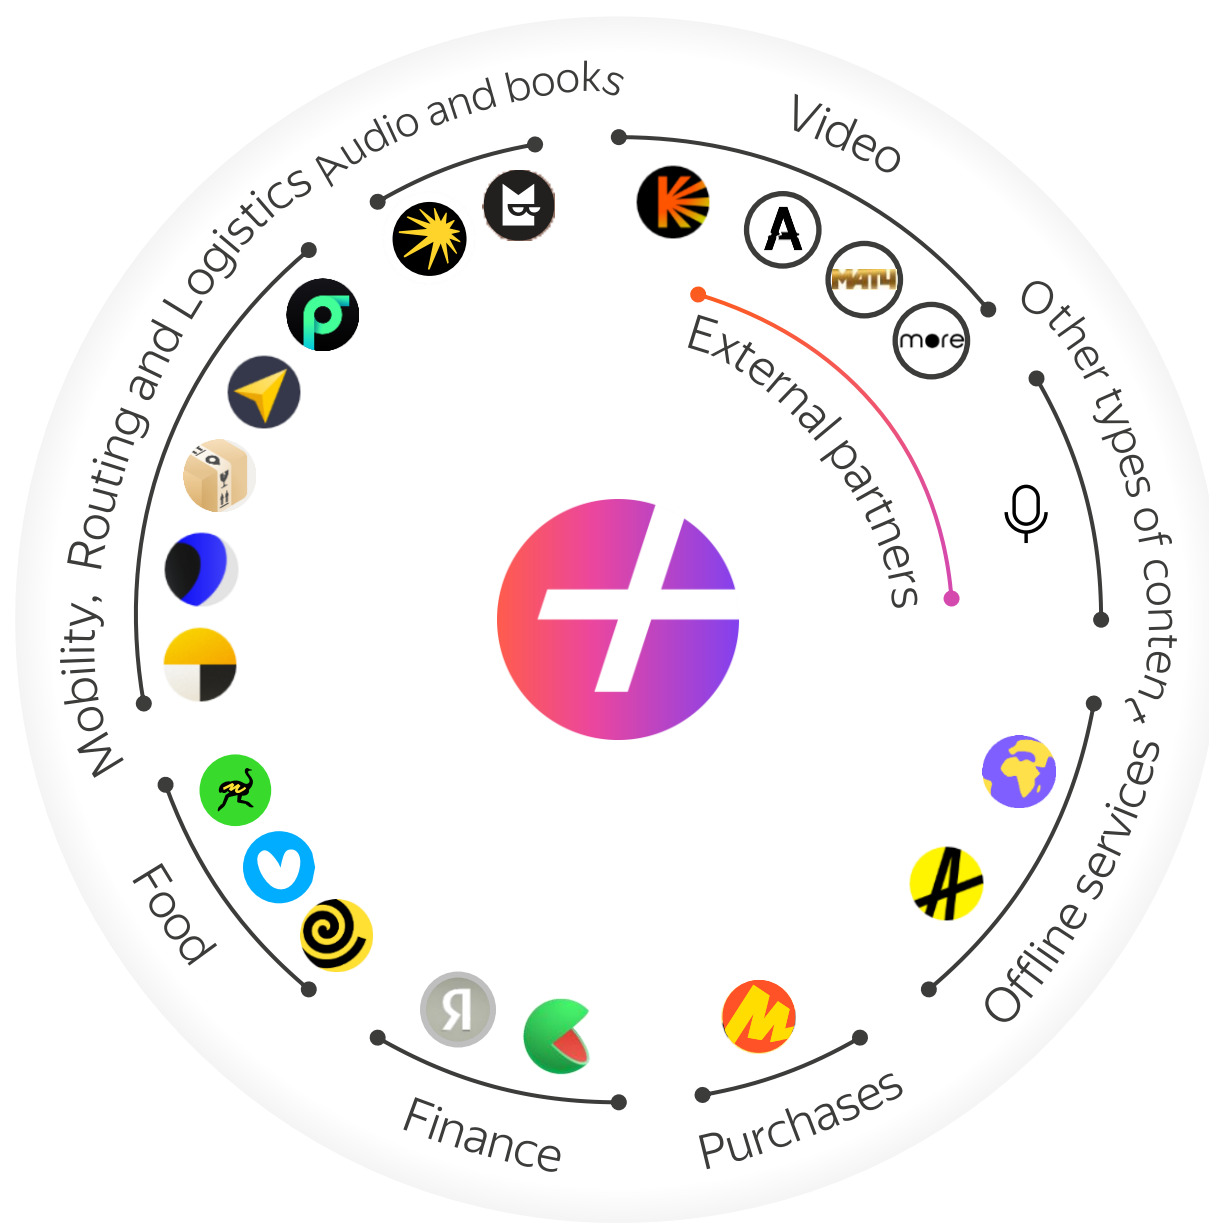 Audio and books
Video
Other types of content
Offline services
Purchases
Finance
Food
Mobility, Routing and Logistics
External partners
K
A
МАТЧ
more
Я